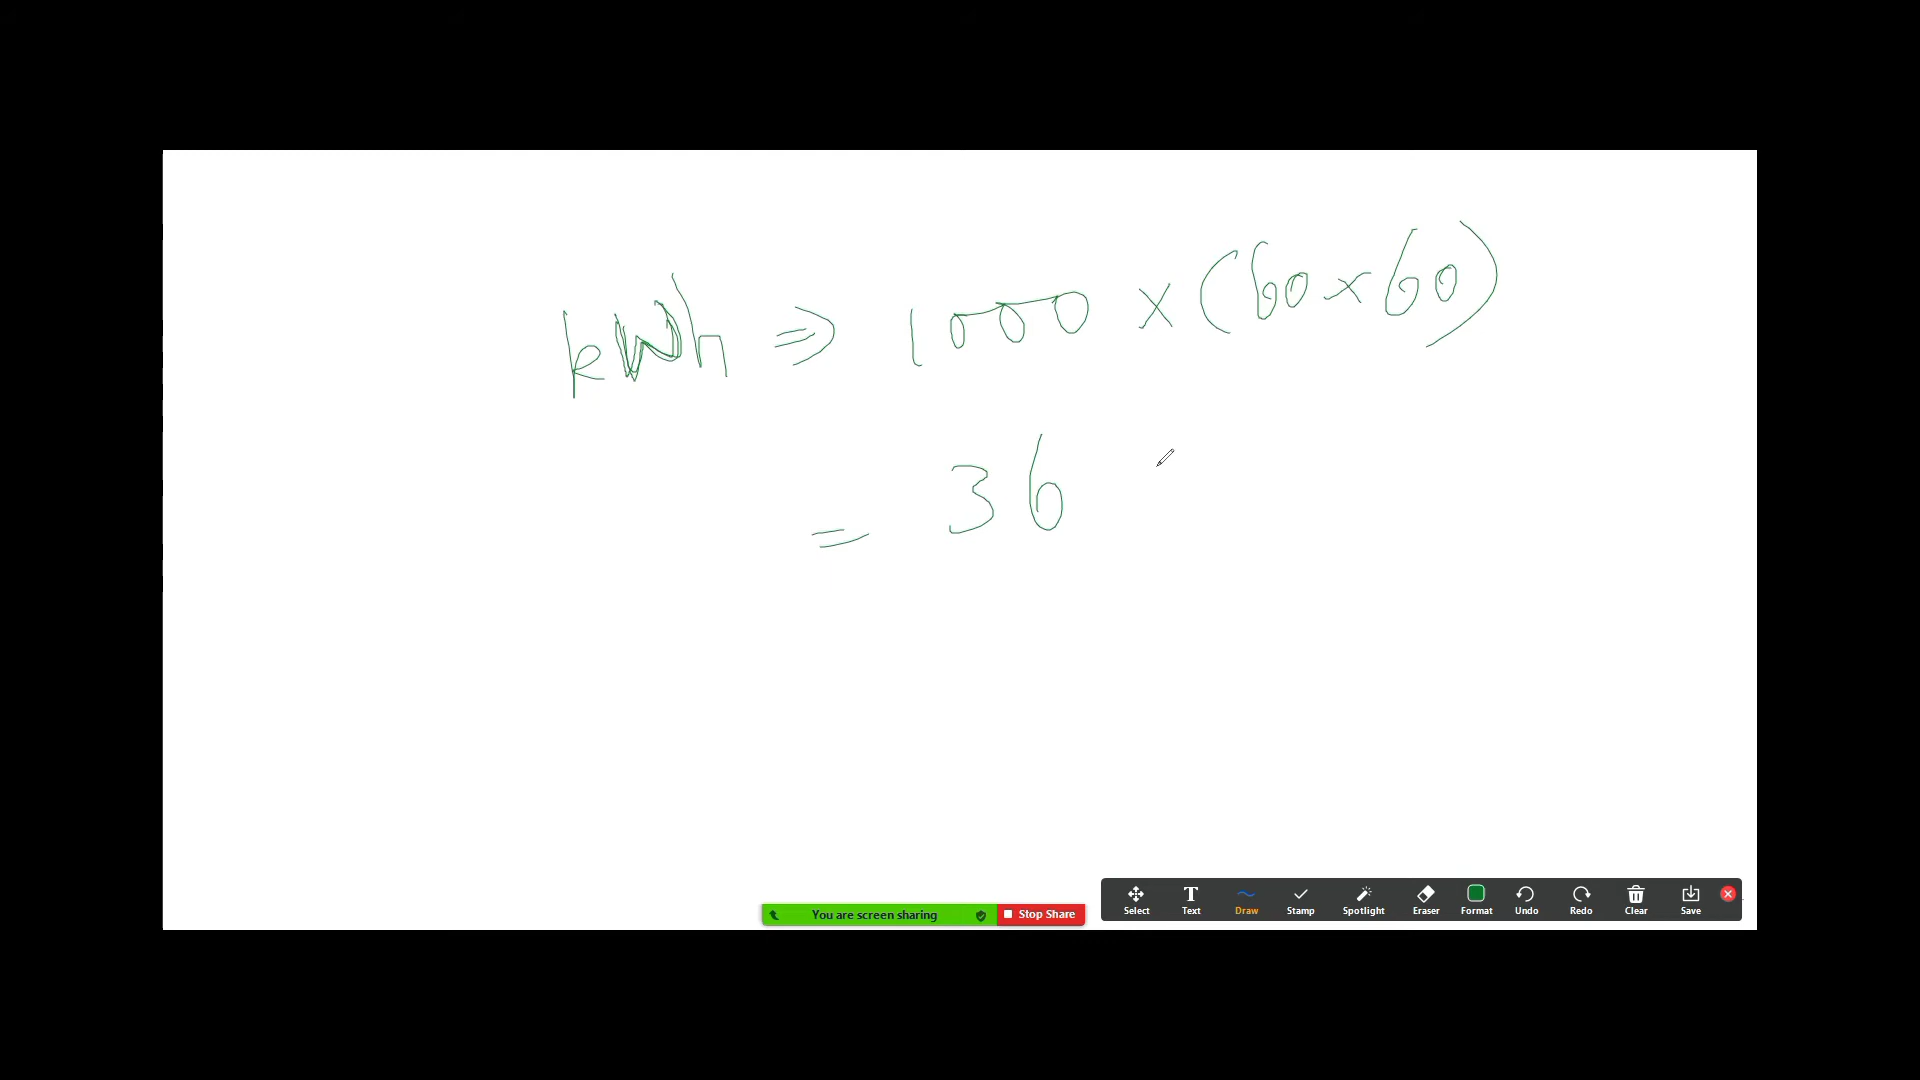 kWh ⇒ 1000 × (60×60)
= 36
Select Text Draw Stamp Spotlight Eraser Format Undo Redo Clear Save
You are screen sharing Stop Share